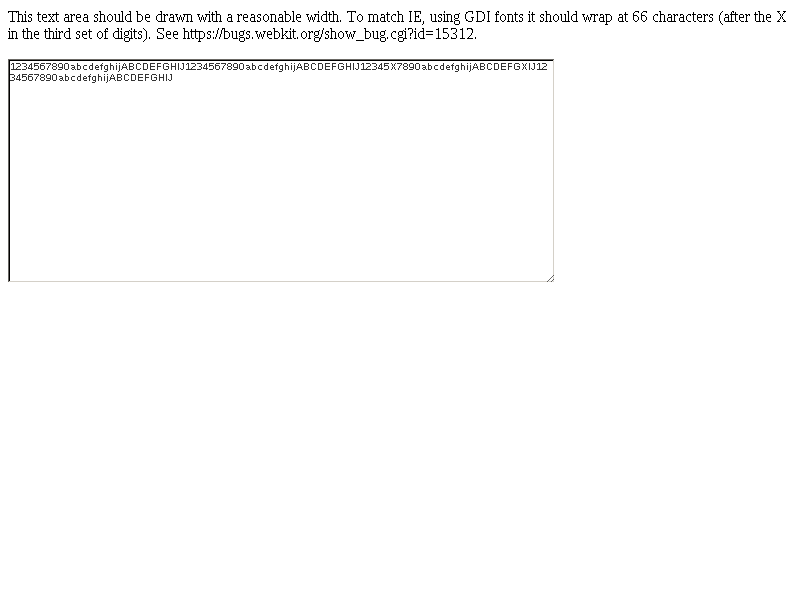 This text area should be drawn with a reasonable width. To match IE, using GDI fonts it should wrap at 66 characters (after the X
in the third set of digits). See https://bugs.webkit.org/show_bug.cgi?id=15312.
1234567890abcdefghijABCDEFGHIJ1234567890abcdefghijABCDEFGHIJ12345X7890abcdefghijABCDEFGXIJ12
34567890abcdefghijABCDEFGHIJ